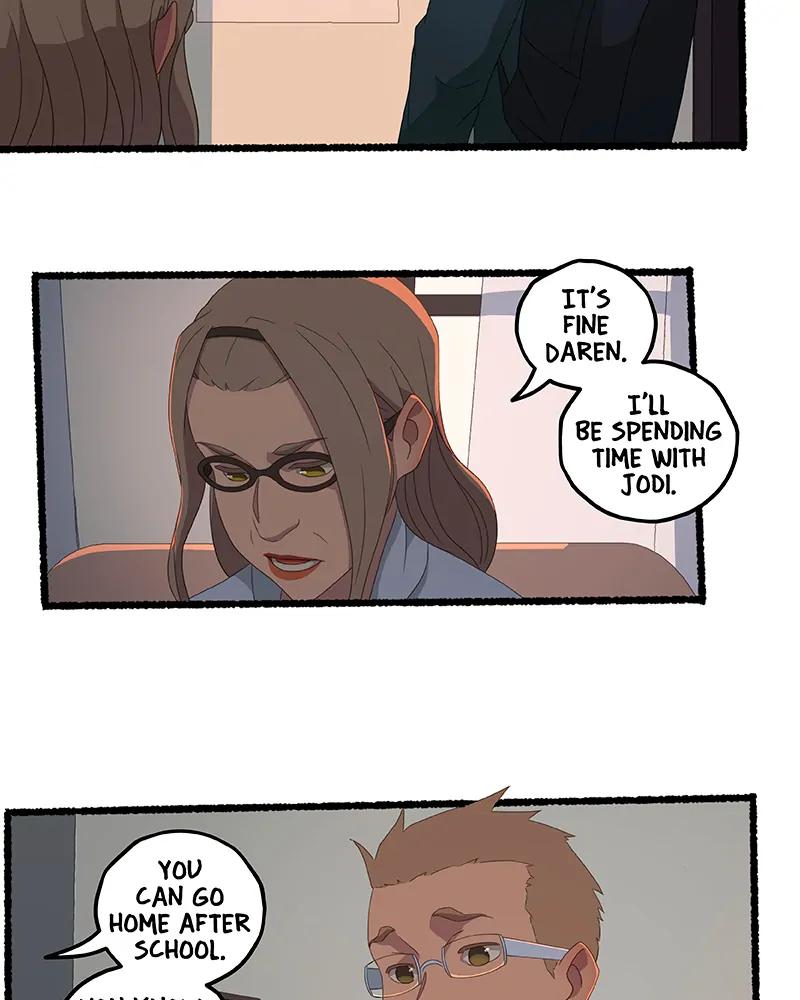 IT'S
FINE
DAREN.
I'LL
BE SPENDING
TIME WITH
JODI.
YOU
CAN GO
HOME AFTER
SCHOOL.